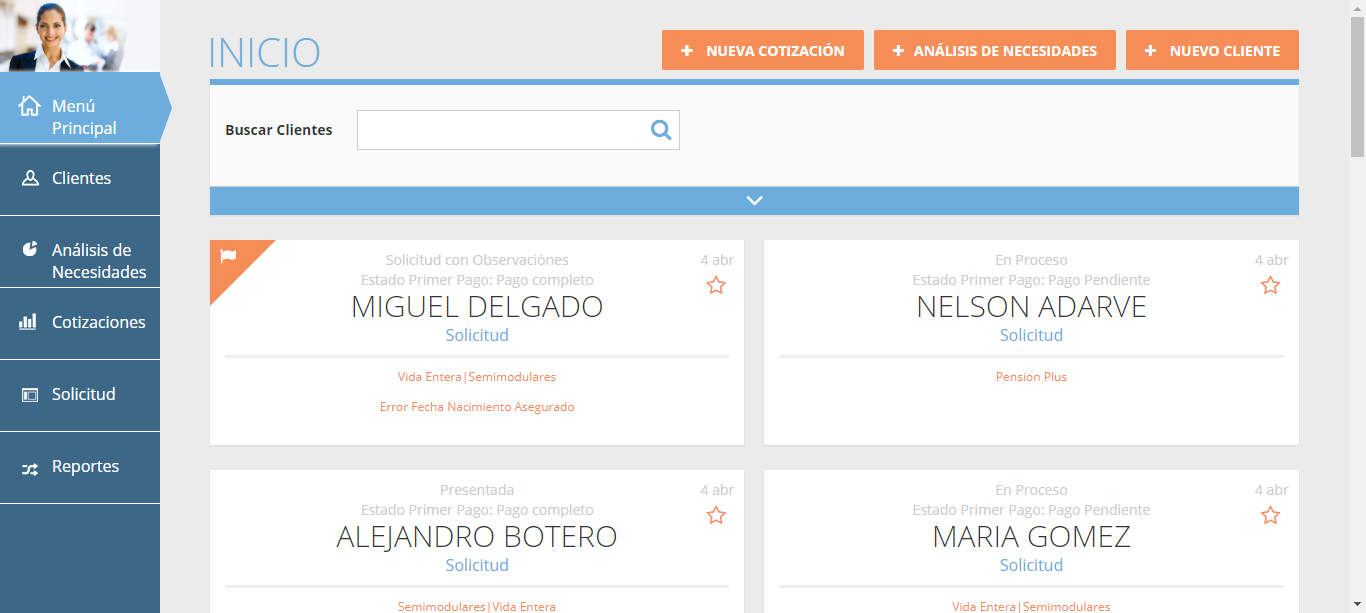 INICIO
NUEVA COTIZACIÓN
ANÁLISIS DE NECESIDADES
NUEVO CLIENTE
Menú
Principal
Clientes
Análisis de
Necesidades
Cotizaciones
Solicitud
Reportes
Buscar Clientes
Solicitud con Observaciónes
4 abr
Estado Primer Pago: Pago completo
MIGUEL DELGADO
Solicitud
Vida Entera|Semimodulares
Error Fecha Nacimiento Asegurado
En Proceso
4 abr
Estado Primer Pago: Pago Pendiente
NELSON ADARVE
Solicitud
Pension Plus
Presentada
4 abr
Estado Primer Pago: Pago completo
ALEJANDRO BOTERO
Solicitud
Semimodulares|Vida Entera
En Proceso
4 abr
Estado Primer Pago: Pago Pendiente
MARIA GOMEZ
Solicitud
Vida Entera|Semimodulares